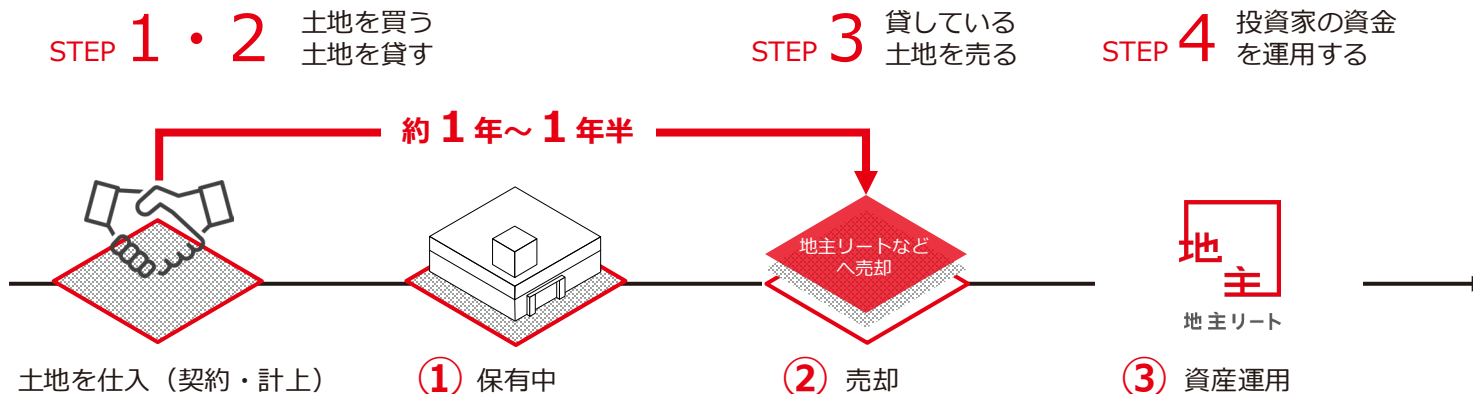 STEP 1・2 土地を買う
土地を貸す
STEP 3 貸している
土地を売る
STEP 4 投資家の資金
を運用する
約 1 年～ 1 年半
地主リートなど
へ売却
地
主
地主リート
土地を仕入（契約・計上）
① 保有中
② 売却
③ 資産運用